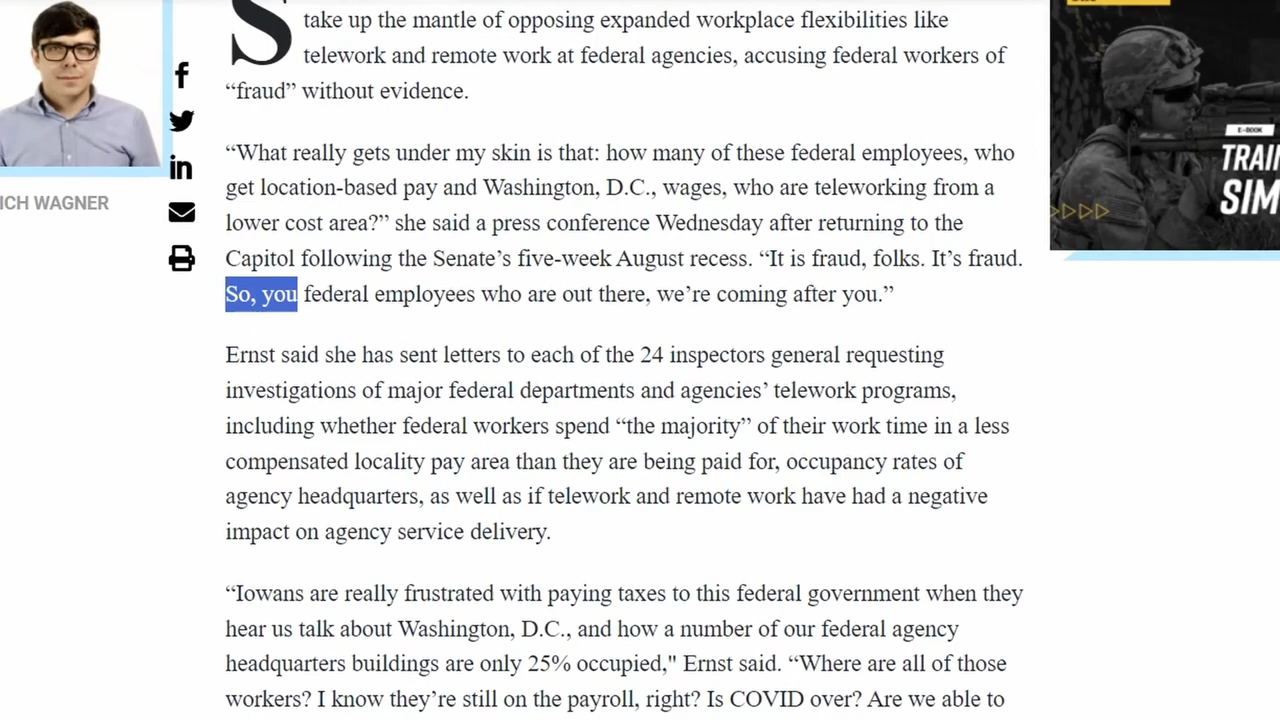 S
take up the mantle of opposing expanded workplace flexibilities like
telework and remote work at federal agencies, accusing federal workers of
“fraud” without evidence.
“What really gets under my skin is that: how many of these federal employees, who
get location-based pay and Washington, D.C., wages, who are teleworking from a
lower cost area?” she said a press conference Wednesday after returning to the
Capitol following the Senate’s five-week August recess. “It is fraud, folks. It’s fraud.
So, you federal employees who are out there, we’re coming after you.”
Ernst said she has sent letters to each of the 24 inspectors general requesting
investigations of major federal departments and agencies’ telework programs,
including whether federal workers spend “the majority” of their work time in a less
compensated locality pay area than they are being paid for, occupancy rates of
agency headquarters, as well as if telework and remote work have had a negative
impact on agency service delivery.
“Iowans are really frustrated with paying taxes to this federal government when they
hear us talk about Washington, D.C., and how a number of our federal agency
headquarters buildings are only 25% occupied," Ernst said. “Where are all of those
workers? I know they’re still on the payroll, right? Is COVID over? Are we able to
ICH WAGNER
E-BOOK
TRAI
SIM